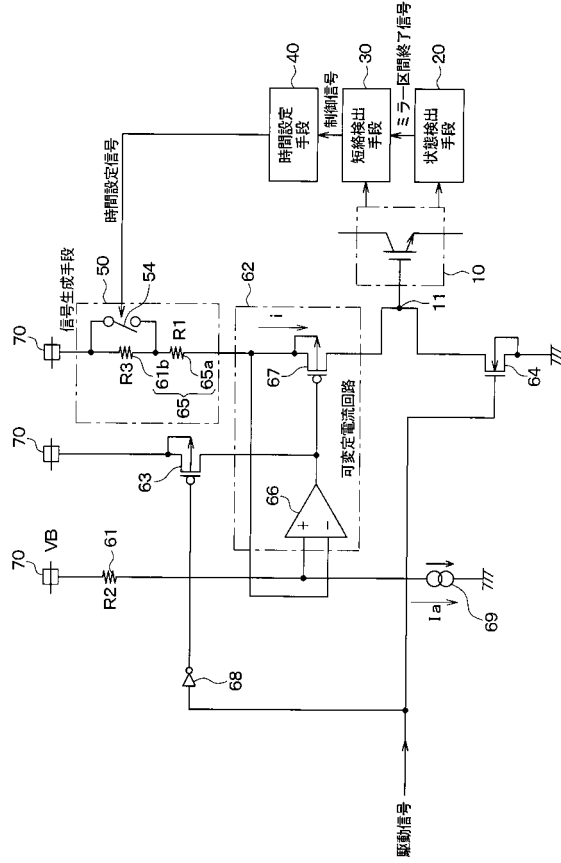 70
VB
R2
61
70
63
70
信号生成手段
50
54
R3
61b
R1
65a
65
時間設定信号
時間設定
手段
40
制御信号
短絡検出
手段
30
ミラー区間終了信号
状態検出
手段
20
62
i
67
66
+
−
可変定電流回路
10
11
64
68
Ia
69
駆動信号